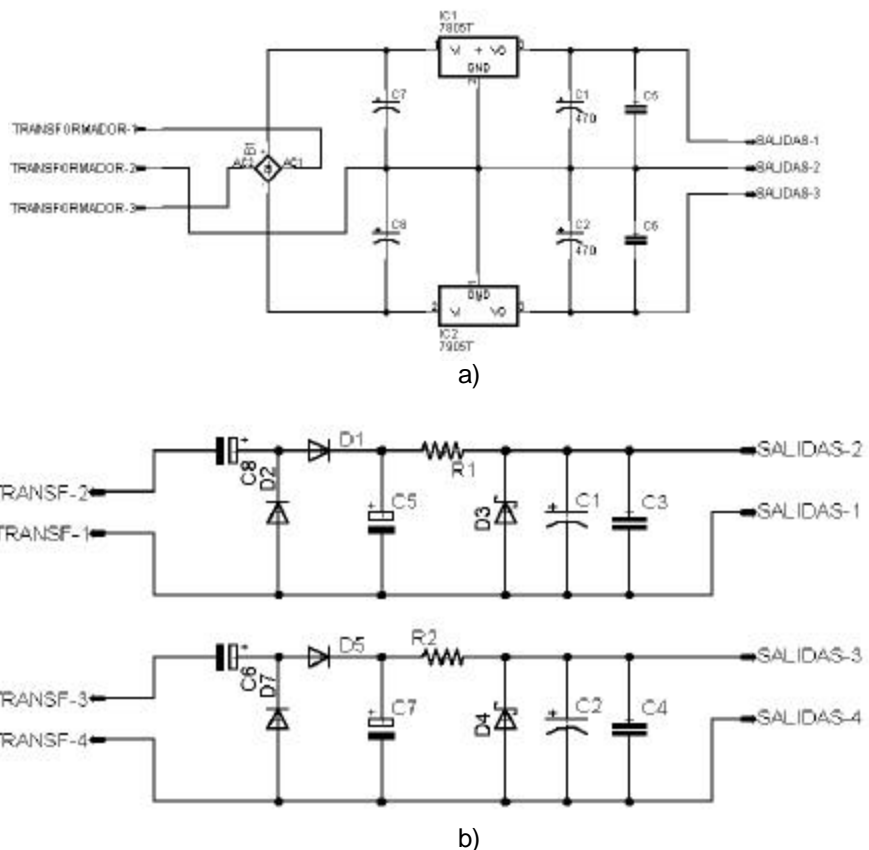 IC1
7805T
VI + VO
GND
C7
C1
470
C5
TRANSFORMADOR-1
B1
AC2
AC1
TRANSFORMADOR-2
TRANSFORMADOR-3
SALIDAS-1
SALIDAS-2
SALIDAS-3
C8
C2
470
C6
GND
VI - VO
IC2
7905T
a)
C8
D2
D1
C5
R1
D3
C1
C3
SALIDAS-2
TRANSF-2
TRANSF-1
SALIDAS-1
C6
D7
D5
C7
R2
D4
C2
C4
SALIDAS-3
TRANSF-3
TRANSF-4
SALIDAS-4
b)